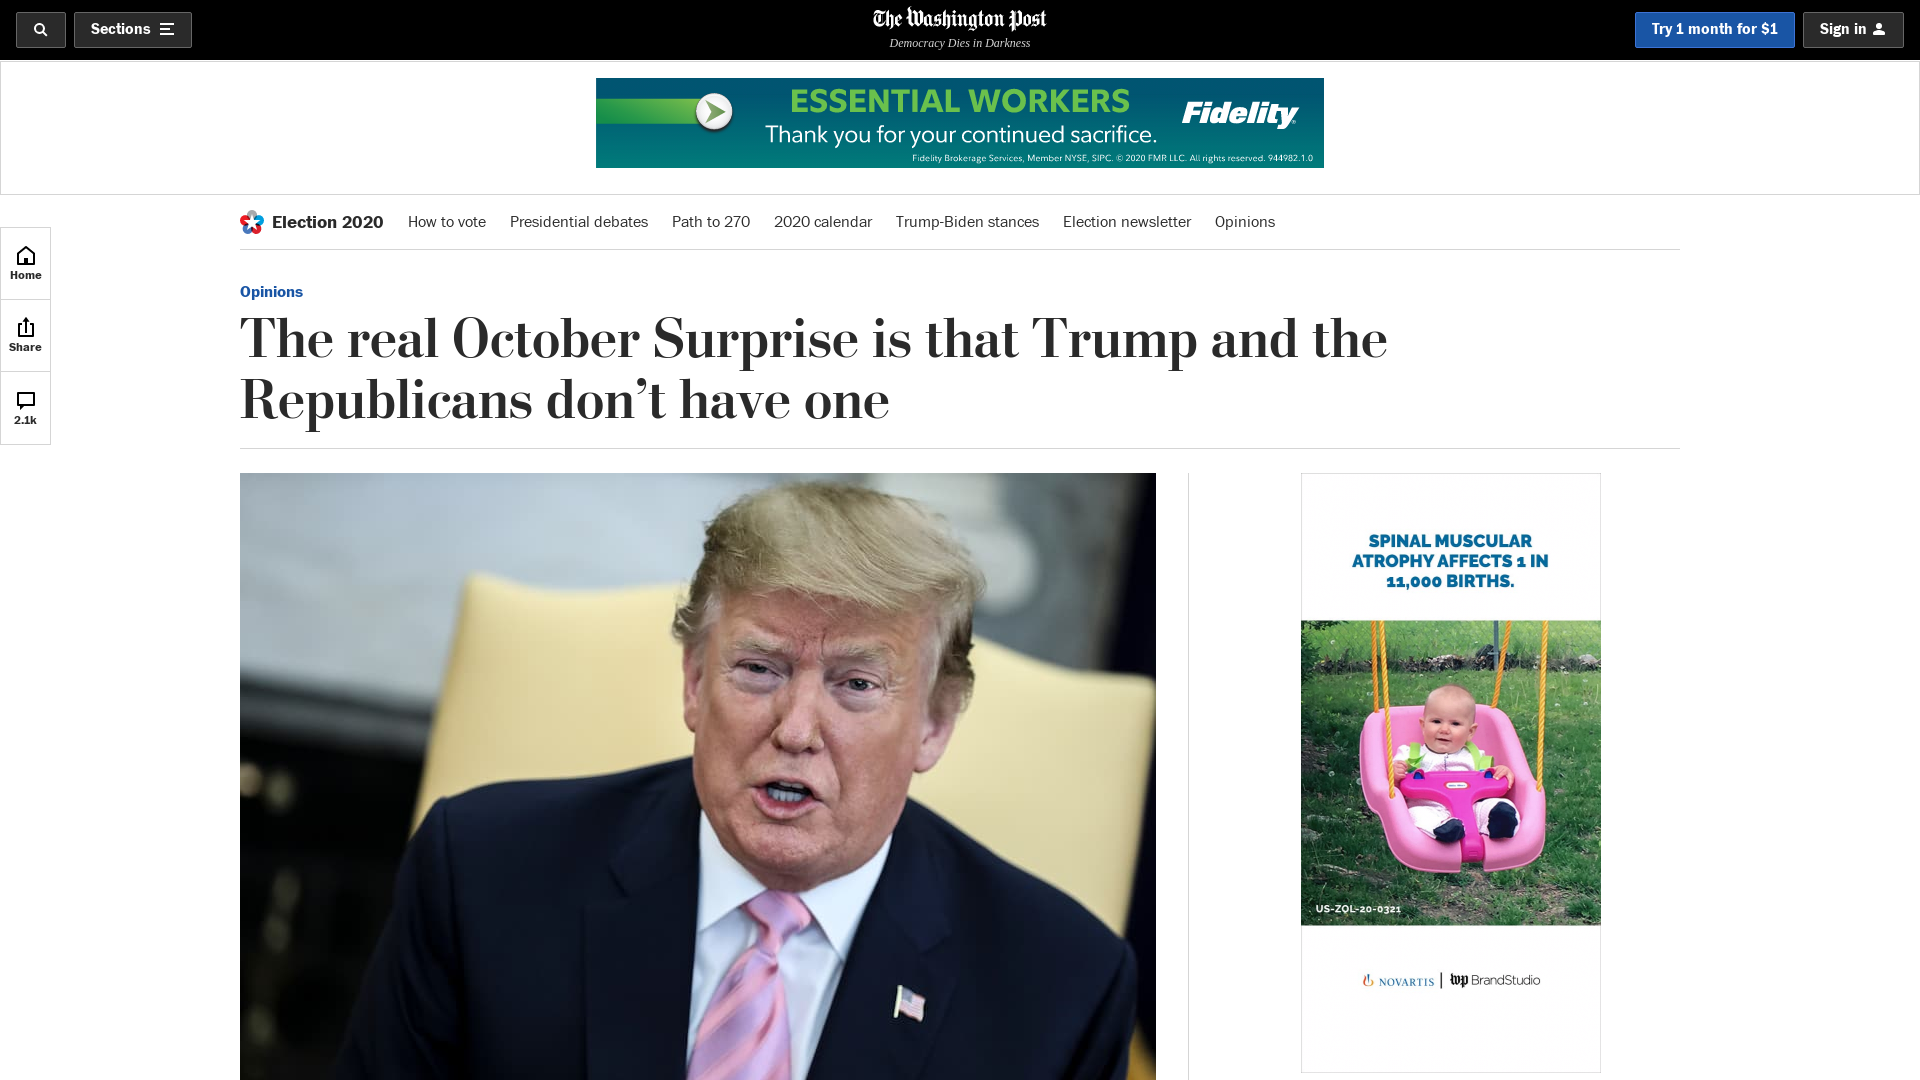 Sections
The Washington Post
Democracy Dies in Darkness
Try 1 month for $1
Sign in
ESSENTIAL WORKERS
Thank you for your continued sacrifice.
Fidelity
Fidelity Brokerage Services, Member NYSE, SIPC. © 2020 FMR LLC. All rights reserved. 944982.1.0
Election 2020
How to vote
Presidential debates
Path to 270
2020 calendar
Trump-Biden stances
Election newsletter
Opinions
Home
Share
2.1k
Opinions
The real October Surprise is that Trump and the
Republicans don’t have one
SPINAL MUSCULAR
ATROPHY AFFECTS 1 IN
11,000 BIRTHS.
US-ZOL-20-0321
NOVARTIS | wp BrandStudio